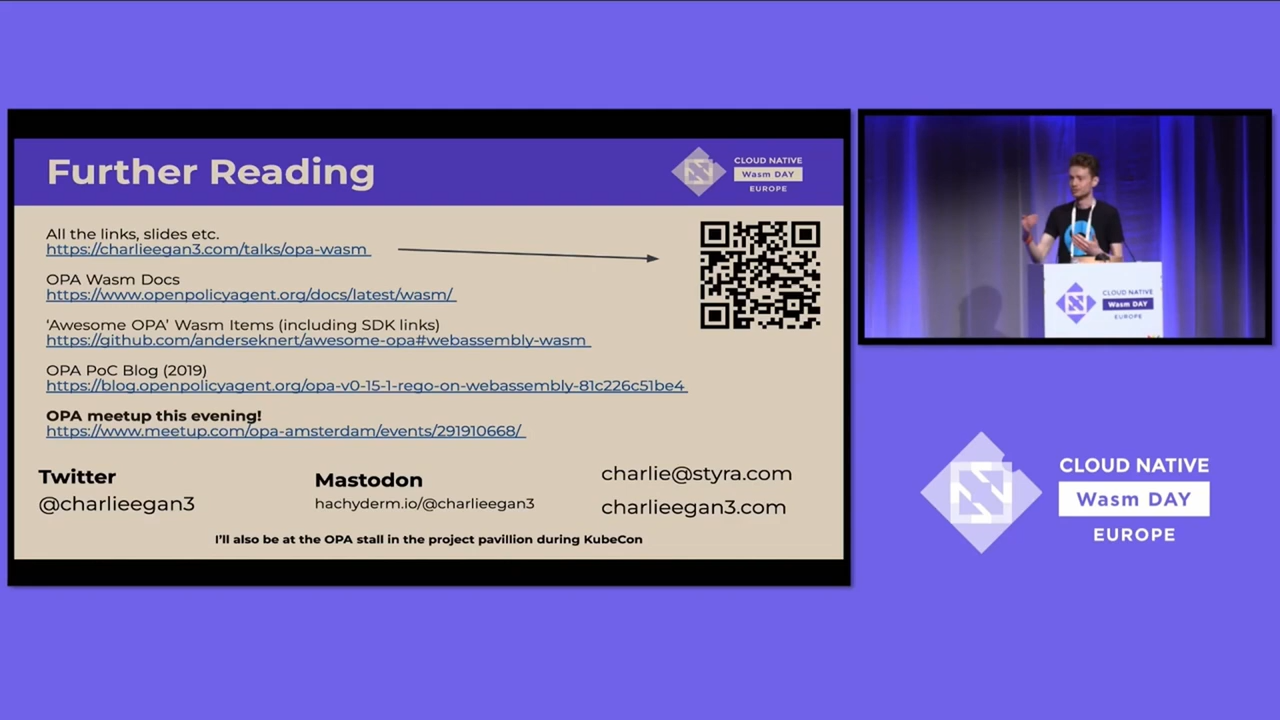 Further Reading
CLOUD NATIVE
Wasm DAY
EUROPE
All the links, slides etc.
https://charlieegan3.com/talks/opa-wasm
OPA Wasm Docs
https://www.openpolicyagent.org/docs/latest/wasm/
‘Awesome OPA’ Wasm Items (including SDK links)
https://github.com/anderseknert/awesome-opa#webassembly-wasm
OPA PoC Blog (2019)
https://blog.openpolicyagent.org/opa-v0-15-1-rego-on-webassembly-81c226c51be4
OPA meetup this evening!
https://www.meetup.com/opa-amsterdam/events/291910668/
Twitter
@charlieegan3
Mastodon
hachyderm.io/@charlieegan3
charlie@styra.com
charlieegan3.com
I’ll also be at the OPA stall in the project pavillion during KubeCon
CLOUD NATIVE
Wasm DAY
EUROPE
CLOUD NATIVE
Wasm DAY
EUROPE